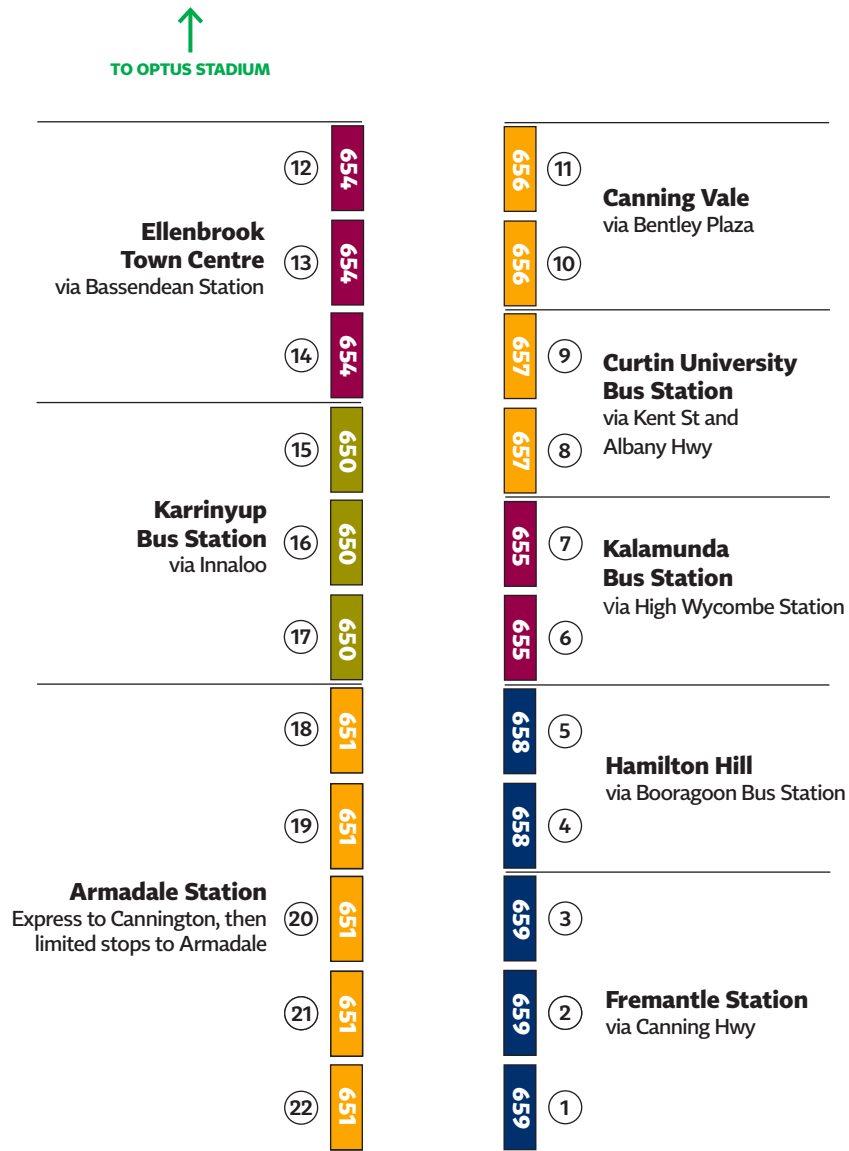 TO OPTUS STADIUM
12
654
Ellenbrook
Town Centre
via Bassendean Station
13
654
14
654
15
650
Karrinyup
Bus Station
via Innaloo
16
650
17
650
18
651
19
651
Armadale Station
Express to Cannington, then
limited stops to Armadale
20
651
21
651
22
651
656
11
Canning Vale
via Bentley Plaza
656
10
657
9
Curtin University
Bus Station
via Kent St and
Albany Hwy
657
8
655
7
Kalamunda
Bus Station
via High Wycombe Station
655
6
658
5
Hamilton Hill
via Booragoon Bus Station
658
4
659
3
Fremantle Station
via Canning Hwy
659
2
659
1